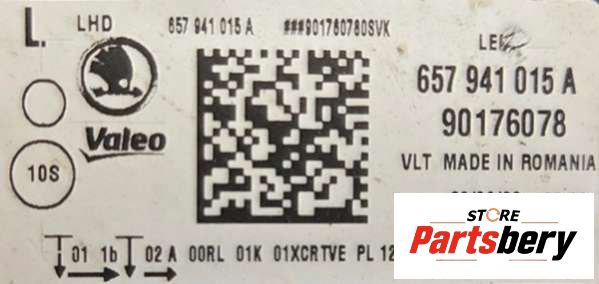 L. LHD 657 941 015 A ###901760780SVK
LED
657 941 015 A
90176078
Valeo
10S
VLT MADE IN ROMANIA
01 1b 02 A 00RL 01K 01XCRTVE PL 12
STORE
Partsbery